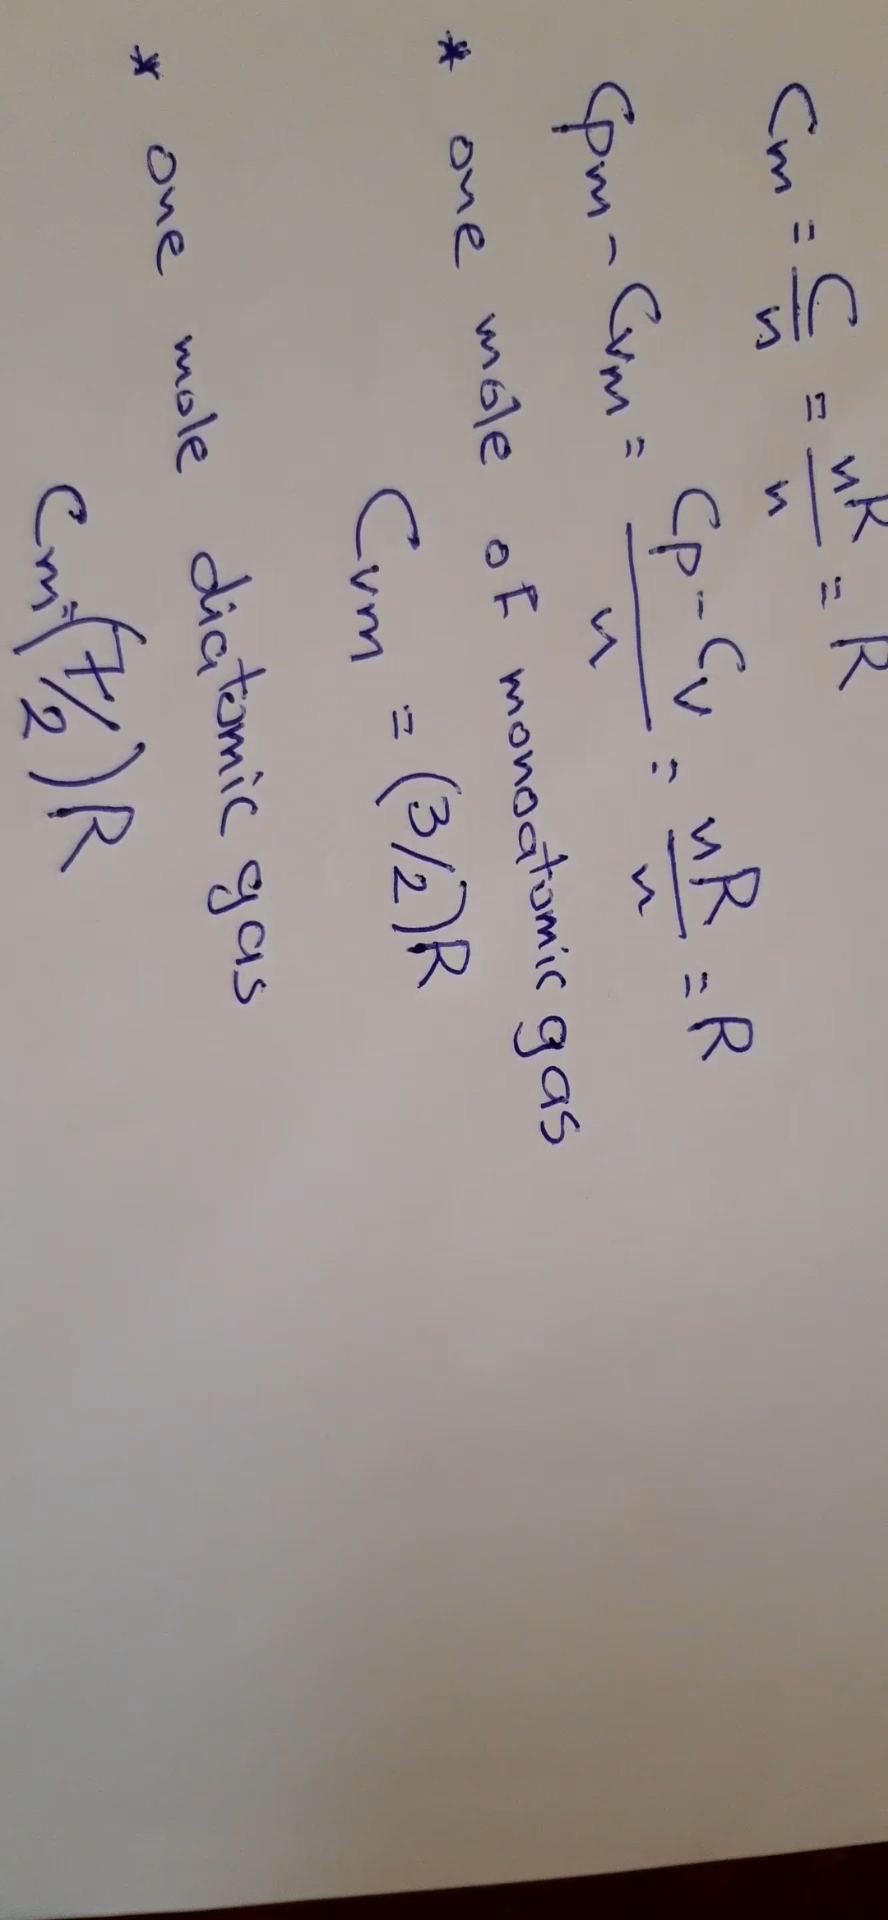 Cm = C/n = nR/n = R
Cpm - Cvm = Cp - Cv/n = nR/n = R
* one mole of monoatomic gas
Cvm = (3/2)R
* one mole diatomic gas
Cm = (7/2)R